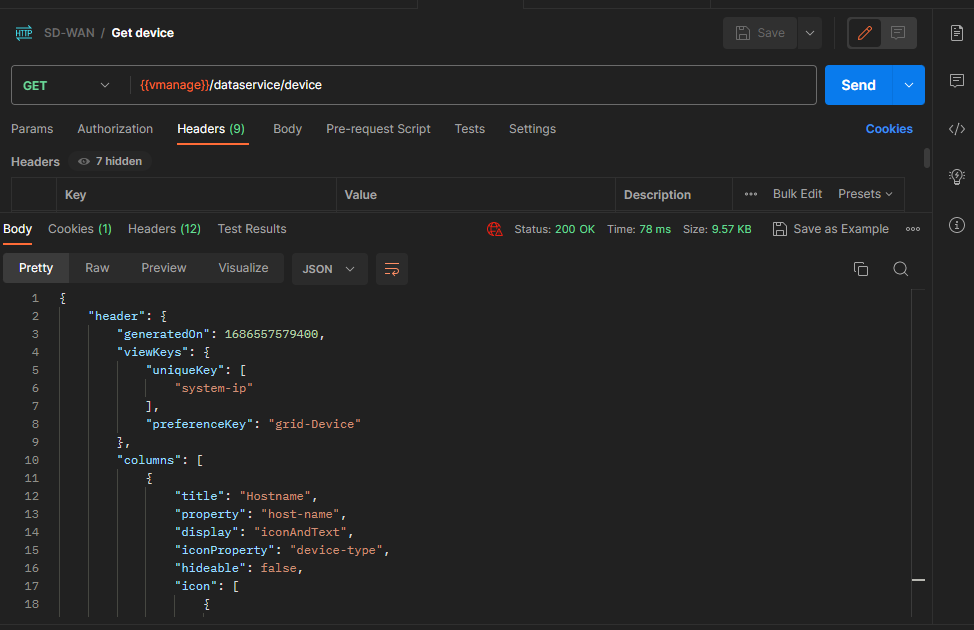 HTTP SD-WAN / Get device Save
GET {{vmanage}}/dataservice/device Send
Params Authorization Headers (9) Body Pre-request Script Tests Settings Cookies
Headers 7 hidden
Key Value Description Bulk Edit Presets
Body Cookies (1) Headers (12) Test Results Status: 200 OK Time: 78 ms Size: 9.57 KB Save as Example
Pretty Raw Preview Visualize JSON
1 {
2 "header": {
3 "generatedOn": 1686557579400,
4 "viewKeys": {
5 "uniqueKey": [
6 "system-ip"
7 ],
8 "preferenceKey": "grid-Device"
9 },
10 "columns": [
11 {
12 "title": "Hostname",
13 "property": "host-name",
14 "display": "iconAndText",
15 "iconProperty": "device-type",
16 "hideable": false,
17 "icon": [
18 {